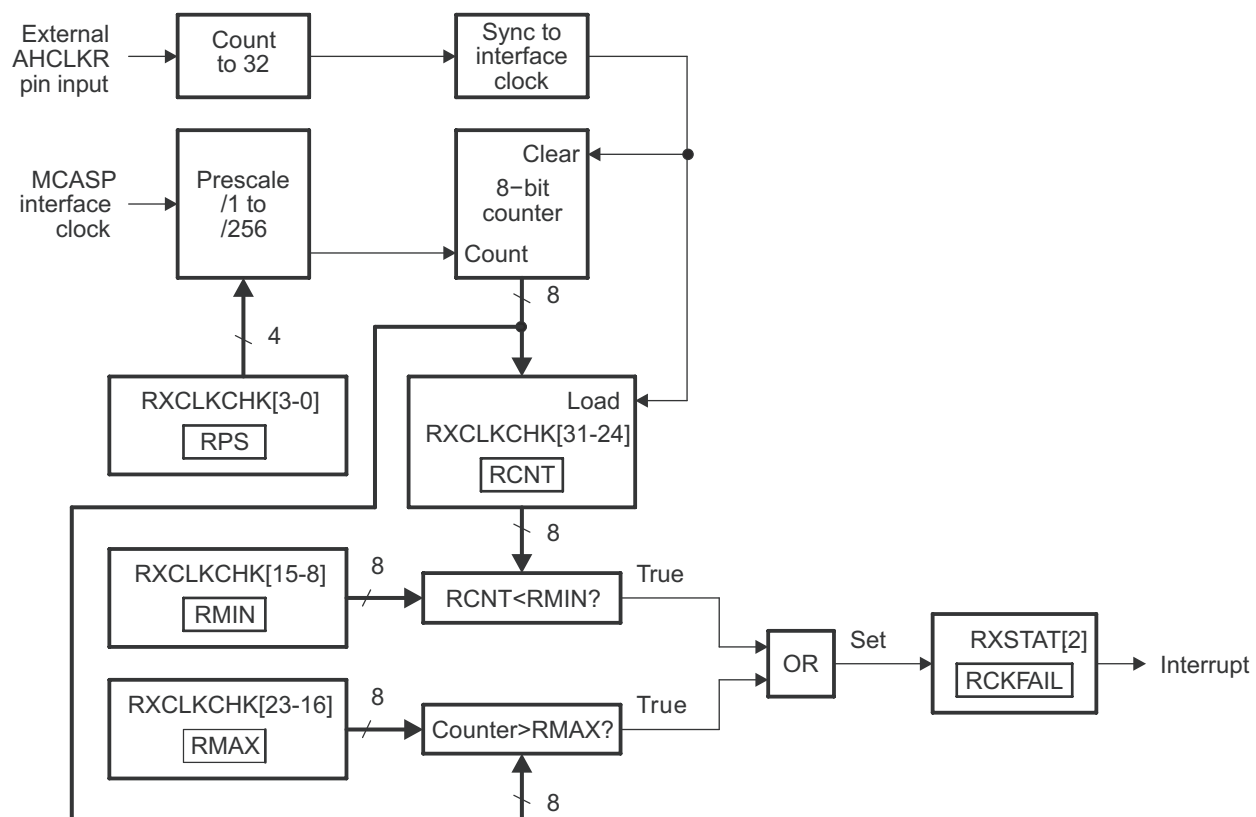 External
AHCLKR
pin input
Count
to 32
Sync to
interface
clock
MCASP
interface
clock
Prescale
/1 to
/256
Clear
8−bit
counter
Count
8
4
RXCLKCHK[3-0]
RPS
Load
RXCLKCHK[31-24]
RCNT
8
RXCLKCHK[15-8]
RMIN
8
RCNT<RMIN?
True
OR
Set
RXSTAT[2]
RCKFAIL
Interrupt
RXCLKCHK[23-16]
RMAX
8
Counter>RMAX?
True
8